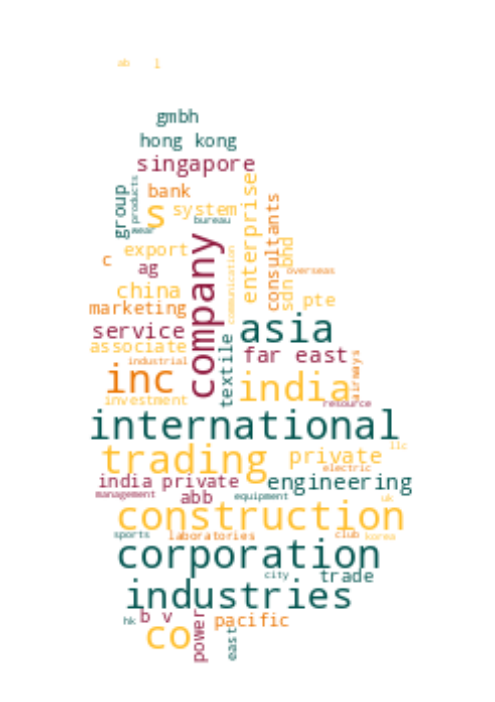 ab i
gmbh
hong kong
singapore
group
products
bank
enterprise
consultants
s
system
wear
bureau
export
company
communication
sdn bhd
c
ag
overseas
china
pte
marketing
asia
service
textile
associate
far east
industrial
airways
inc
india
investment
resource
international
trading
private
llc
electric
india private
engineering
management
abb
equipment
uk
construction
sports
laboratories
club
korea
corporation
city
trade
industries
hk
b v
power
pacific
co
east